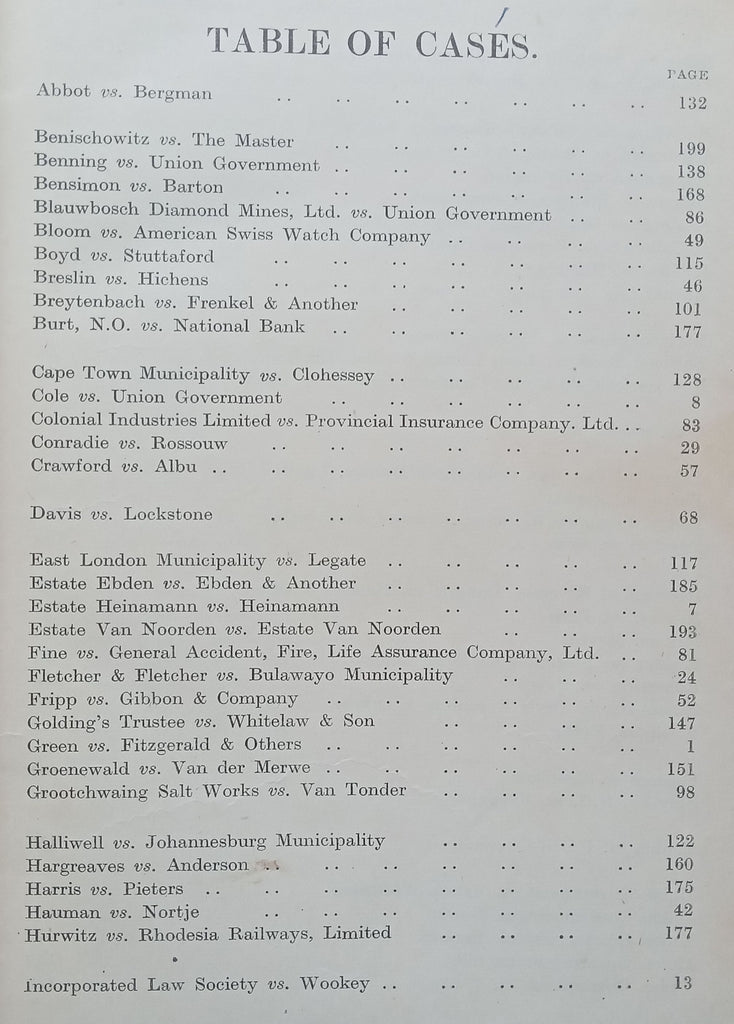 TABLE OF CASES.
PAGE
Abbot vs. Bergman .. .. .. .. .. .. .. 132
Benischowitz vs. The Master .. .. .. .. .. .. 199
Benning vs. Union Government .. .. .. .. .. .. 138
Bensimon vs. Barton .. .. .. .. .. .. .. 168
Blauwbosch Diamond Mines, Ltd. vs. Union Government .. .. 86
Bloom vs. American Swiss Watch Company .. .. .. .. 49
Boyd vs. Stuttaford .. .. .. .. .. .. .. 115
Breslin vs. Hichens .. .. .. .. .. .. .. 46
Breytenbach vs. Frenkel & Another .. .. .. .. .. 101
Burt, N.O. vs. National Bank .. .. .. .. .. .. 177
Cape Town Municipality vs. Clohessey .. .. .. .. .. 128
Cole vs. Union Government .. .. .. .. .. .. 8
Colonial Industries Limited vs. Provincial Insurance Company. Ltd. .. 83
Conradie vs. Rossouw .. .. .. .. .. .. .. 29
Crawford vs. Albu .. .. .. .. .. .. .. .. 57
Davis vs. Lockstone .. .. .. .. .. .. .. 68
East London Municipality vs. Legate .. .. .. .. .. 117
Estate Ebden vs. Ebden & Another .. .. .. .. .. 185
Estate Heinamann vs. Heinamann .. .. .. .. .. 7
Estate Van Noorden vs. Estate Van Noorden .. .. .. 193
Fine vs. General Accident, Fire, Life Assurance Company, Ltd. .. 81
Fletcher & Fletcher vs. Bulawayo Municipality .. .. .. 24
Fripp vs. Gibbon & Company .. .. .. .. .. .. 52
Golding's Trustee vs. Whitelaw & Son .. .. .. .. 147
Green vs. Fitzgerald & Others .. .. .. .. .. .. 1
Groenewald vs. Van der Merwe .. .. .. .. .. .. 151
Grootchwaing Salt Works vs. Van Tonder .. .. .. .. 98
Halliwell vs. Johannesburg Municipality .. .. .. .. 122
Hargreaves vs. Anderson .. .. .. .. .. .. .. 160
Harris vs. Pieters .. .. .. .. .. .. .. .. 175
Hauman vs. Nortje .. .. .. .. .. .. .. 42
Hurwitz vs. Rhodesia Railways, Limited .. .. .. .. 177
Incorporated Law Society vs. Wookey .. .. .. .. .. 13